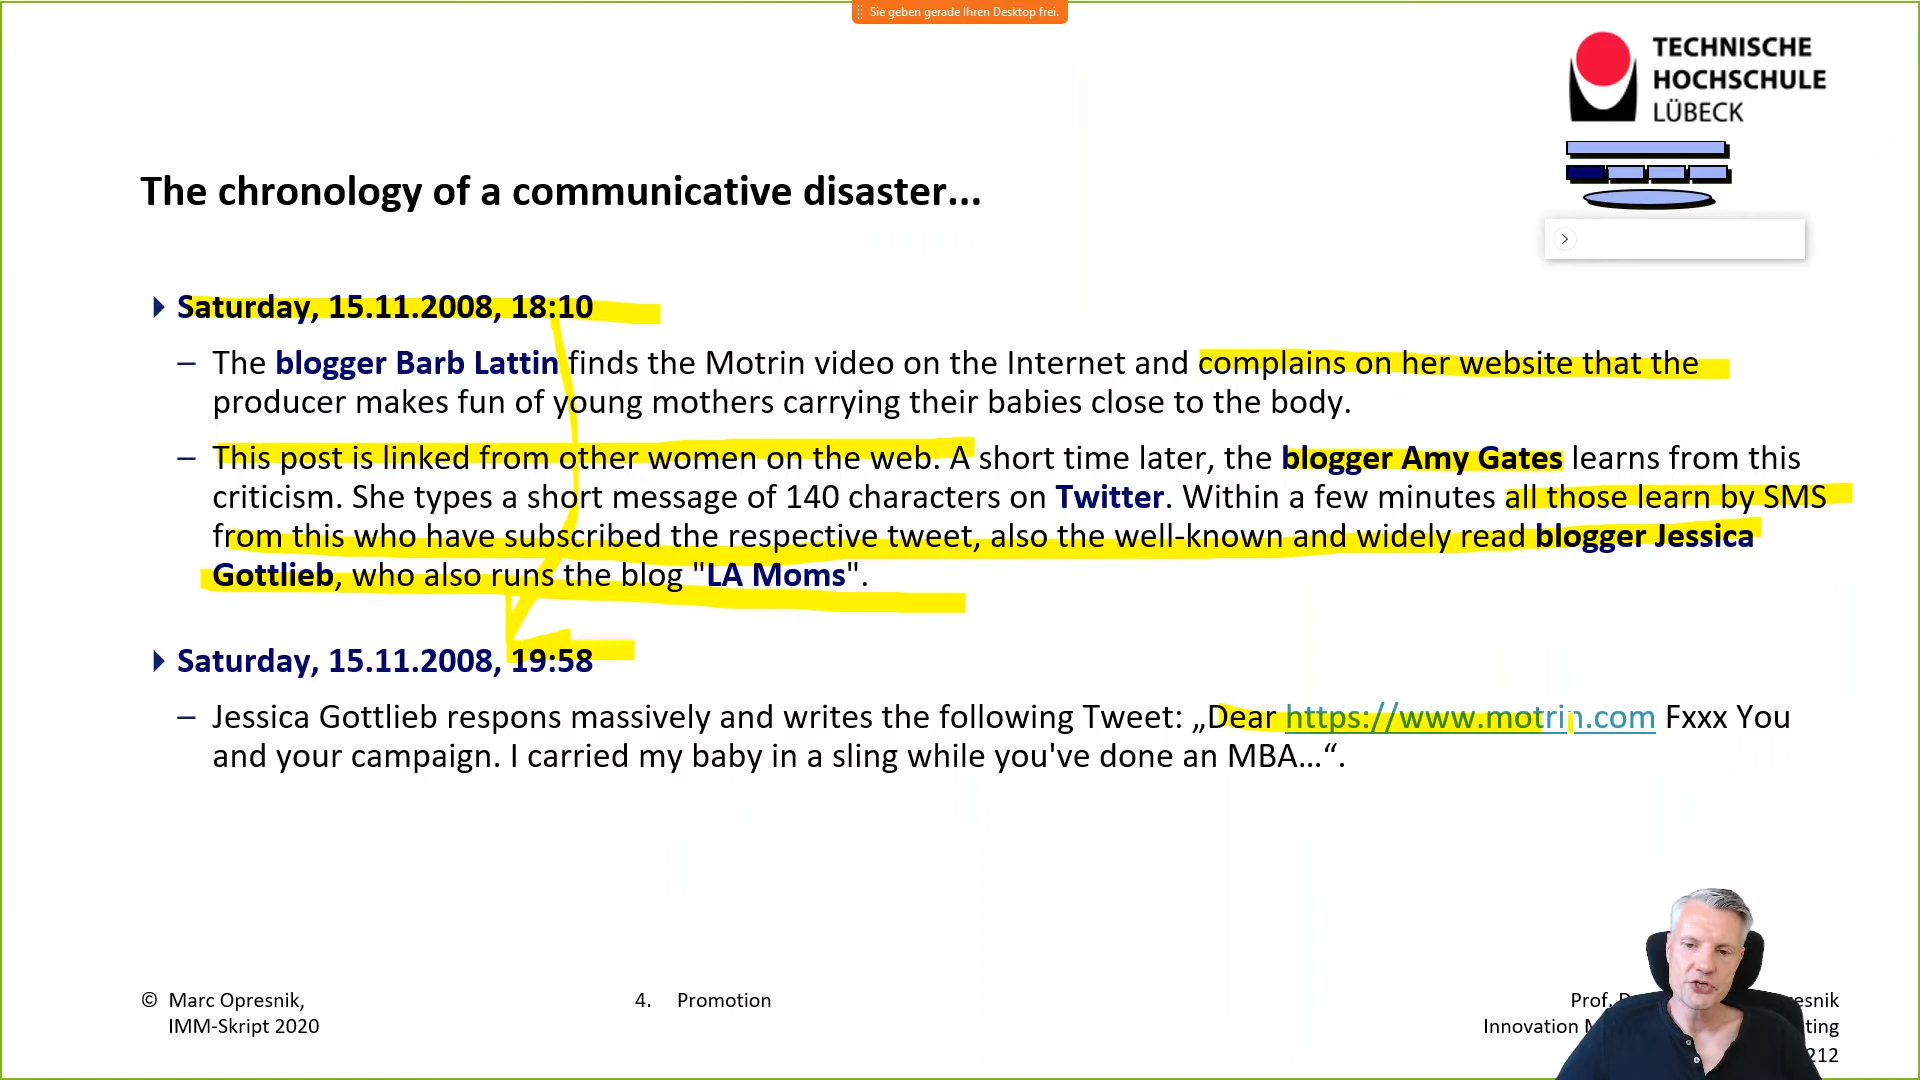 Sie geben gerade Ihren Desktop frei.
TECHNISCHE
HOCHSCHULE
LÜBECK
The chronology of a communicative disaster...
Saturday, 15.11.2008, 18:10
– The blogger Barb Lattin finds the Motrin video on the Internet and complains on her website that the
producer makes fun of young mothers carrying their babies close to the body.
– This post is linked from other women on the web. A short time later, the blogger Amy Gates learns from this
criticism. She types a short message of 140 characters on Twitter. Within a few minutes all those learn by SMS
from this who have subscribed the respective tweet, also the well-known and widely read blogger Jessica
Gottlieb, who also runs the blog "LA Moms".
Saturday, 15.11.2008, 19:58
– Jessica Gottlieb respons massively and writes the following Tweet: „Dear https://www.motrin.com Fxxx You
and your campaign. I carried my baby in a sling while you've done an MBA...“.
© Marc Opresnik,
IMM-Skript 2020
4. Promotion
Prof.
Innovation
212